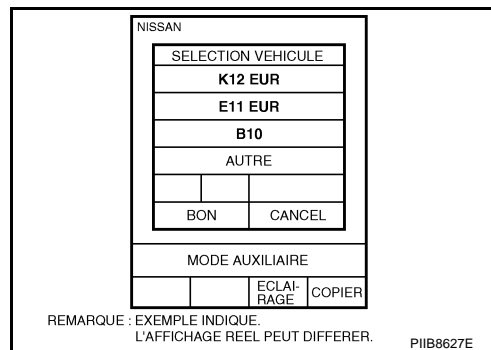 NISSAN
SELECTION VEHICULE
K12 EUR
E11 EUR
B10
AUTRE
BON CANCEL
MODE AUXILIAIRE
ECLAI-
RAGE COPIER
REMARQUE : EXEMPLE INDIQUE.
L'AFFICHAGE REEL PEUT DIFFERER.
PIIB8627E